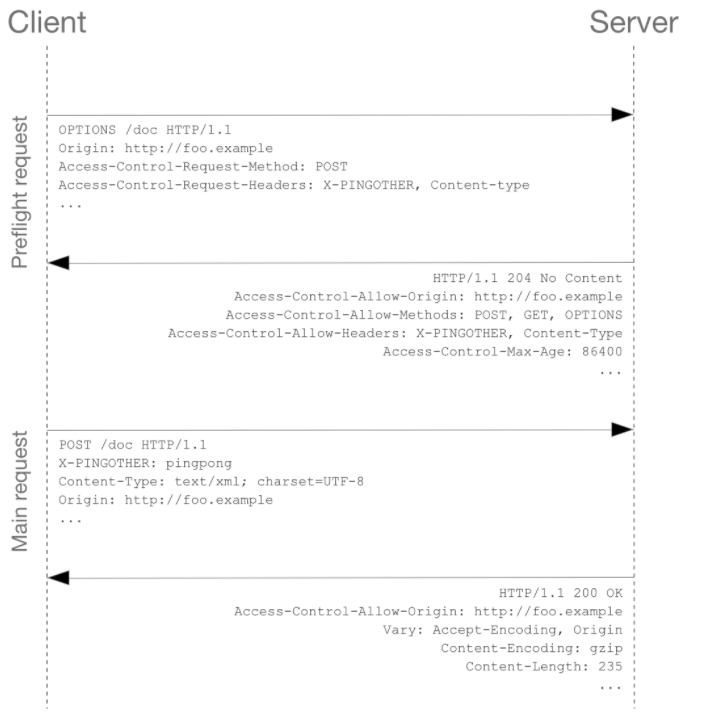 Client
Server
Preflight request
OPTIONS /doc HTTP/1.1
Origin: http://foo.example
Access-Control-Request-Method: POST
Access-Control-Request-Headers: X-PINGOTHER, Content-type
...
HTTP/1.1 204 No Content
Access-Control-Allow-Origin: http://foo.example
Access-Control-Allow-Methods: POST, GET, OPTIONS
Access-Control-Allow-Headers: X-PINGOTHER, Content-Type
Access-Control-Max-Age: 86400
...
Main request
POST /doc HTTP/1.1
X-PINGOTHER: pingpong
Content-Type: text/xml; charset=UTF-8
Origin: http://foo.example
...
HTTP/1.1 200 OK
Access-Control-Allow-Origin: http://foo.example
Vary: Accept-Encoding, Origin
Content-Encoding: gzip
Content-Length: 235
...